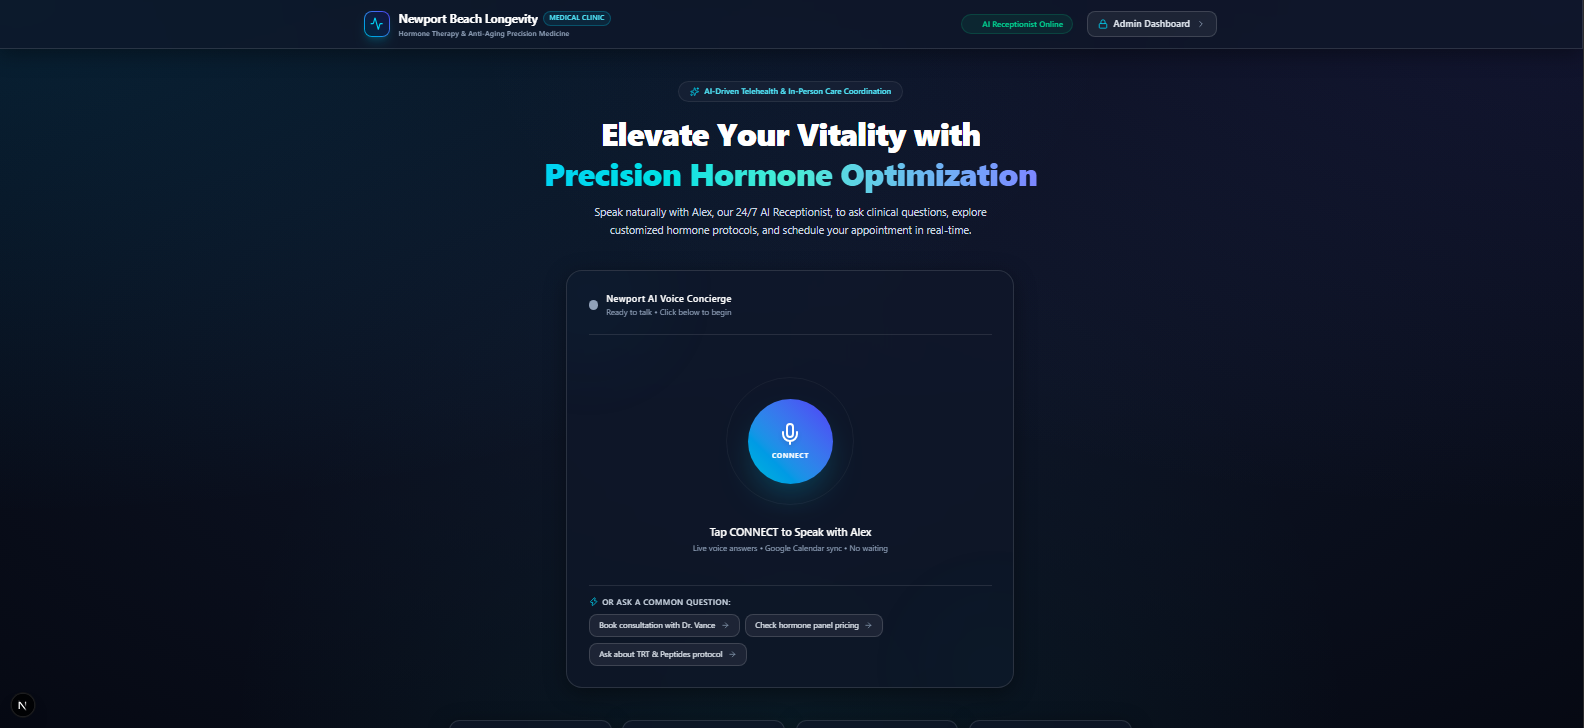 Newport Beach Longevity MEDICAL CLINIC
Hormone Therapy & Anti-Aging Precision Medicine
AI Receptionist Online
Admin Dashboard
AI-Driven Telehealth & In-Person Care Coordination
Elevate Your Vitality with
Precision Hormone Optimization
Speak naturally with Alex, our 24/7 AI Receptionist, to ask clinical questions, explore
customized hormone protocols, and schedule your appointment in real-time.
Newport AI Voice Concierge
Ready to talk • Click below to begin
CONNECT
Tap CONNECT to Speak with Alex
Live voice answers • Google Calendar sync • No waiting
OR ASK A COMMON QUESTION:
Book consultation with Dr. Vance →
Check hormone panel pricing →
Ask about TRT & Peptides protocol →
N